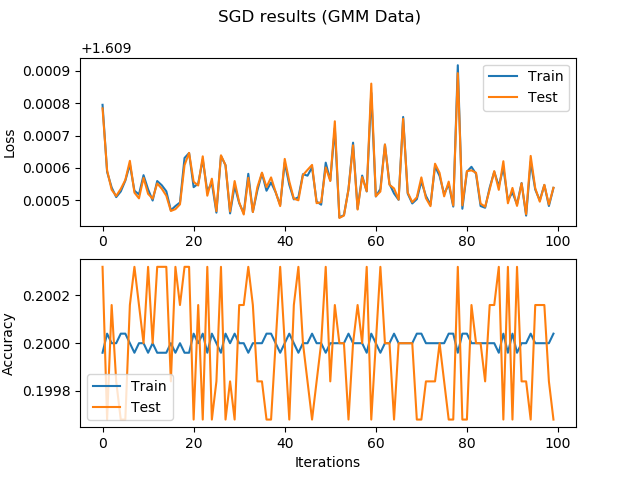 SGD results (GMM Data)
+1.609
0.0009
0.0008
0.0007
0.0006
0.0005
Loss
Train
Test
0 20 40 60 80 100
0.2002
0.2000
0.1998
Accuracy
Train
Test
0 20 40 60 80 100
Iterations